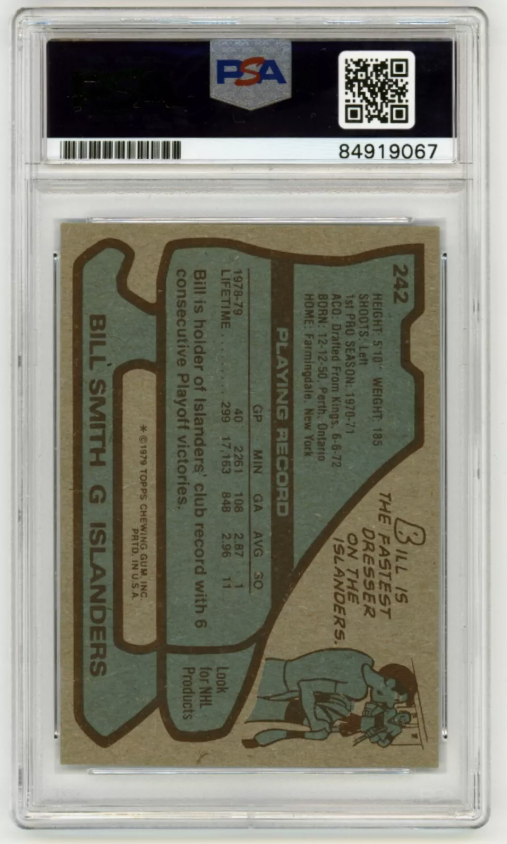 PSA
84919067
242
HEIGHT: 5'10" WEIGHT: 185
SHOOTS: Left
1st PRO SEASON: 1970-71
ACQ: Drafted From Kings, 6-6-72
BORN: 12-12-50, Perth, Ontario
HOME: Farmingdale, New York
BILL IS
THE FASTEST
DRESSER
ON THE
ISLANDERS.
PLAYING RECORD
GP MIN GA AVG SO
1978-79 40 2261 108 2.87 1
LIFETIME 299 17,163 848 2.96 11
Bill is holder of Islanders' club record with 6
consecutive Playoff victories.
Look
for NHL
Products
* © 1979 TOPPS CHEWING GUM, INC.
PRTD. IN U.S.A.
BILL SMITH G ISLANDERS